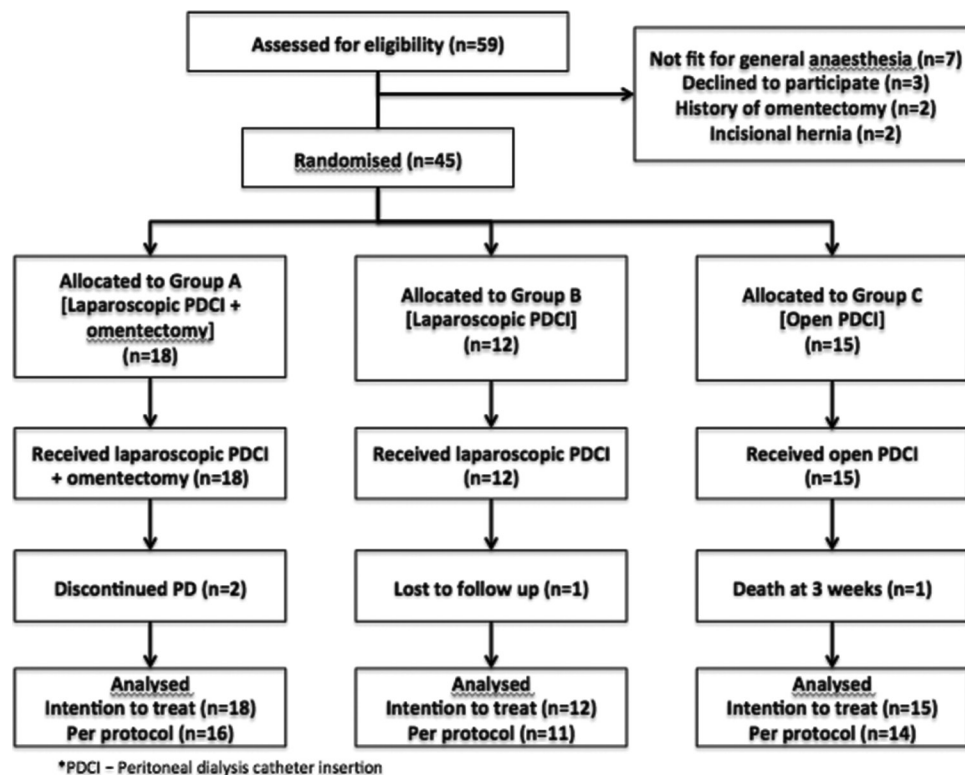 Assessed for eligibility (n=59)
Not fit for general anaesthesia (n=7)
Declined to participate (n=3)
History of omentectomy (n=2)
Incisional hernia (n=2)
Randomised (n=45)
Allocated to Group A
[Laparoscopic PDCI +
omentectomy]
(n=18)
Allocated to Group B
[Laparoscopic PDCI]
(n=12)
Allocated to Group C
[Open PDCI]
(n=15)
Received laparoscopic PDCI
+ omentectomy (n=18)
Received laparoscopic PDCI
(n=12)
Received open PDCI
(n=15)
Discontinued PD (n=2)
Lost to follow up (n=1)
Death at 3 weeks (n=1)
Analysed
Intention to treat (n=18)
Per protocol (n=16)
Analysed
Intention to treat (n=12)
Per protocol (n=11)
Analysed
Intention to treat (n=15)
Per protocol (n=14)
*PDCI – Peritoneal dialysis catheter insertion